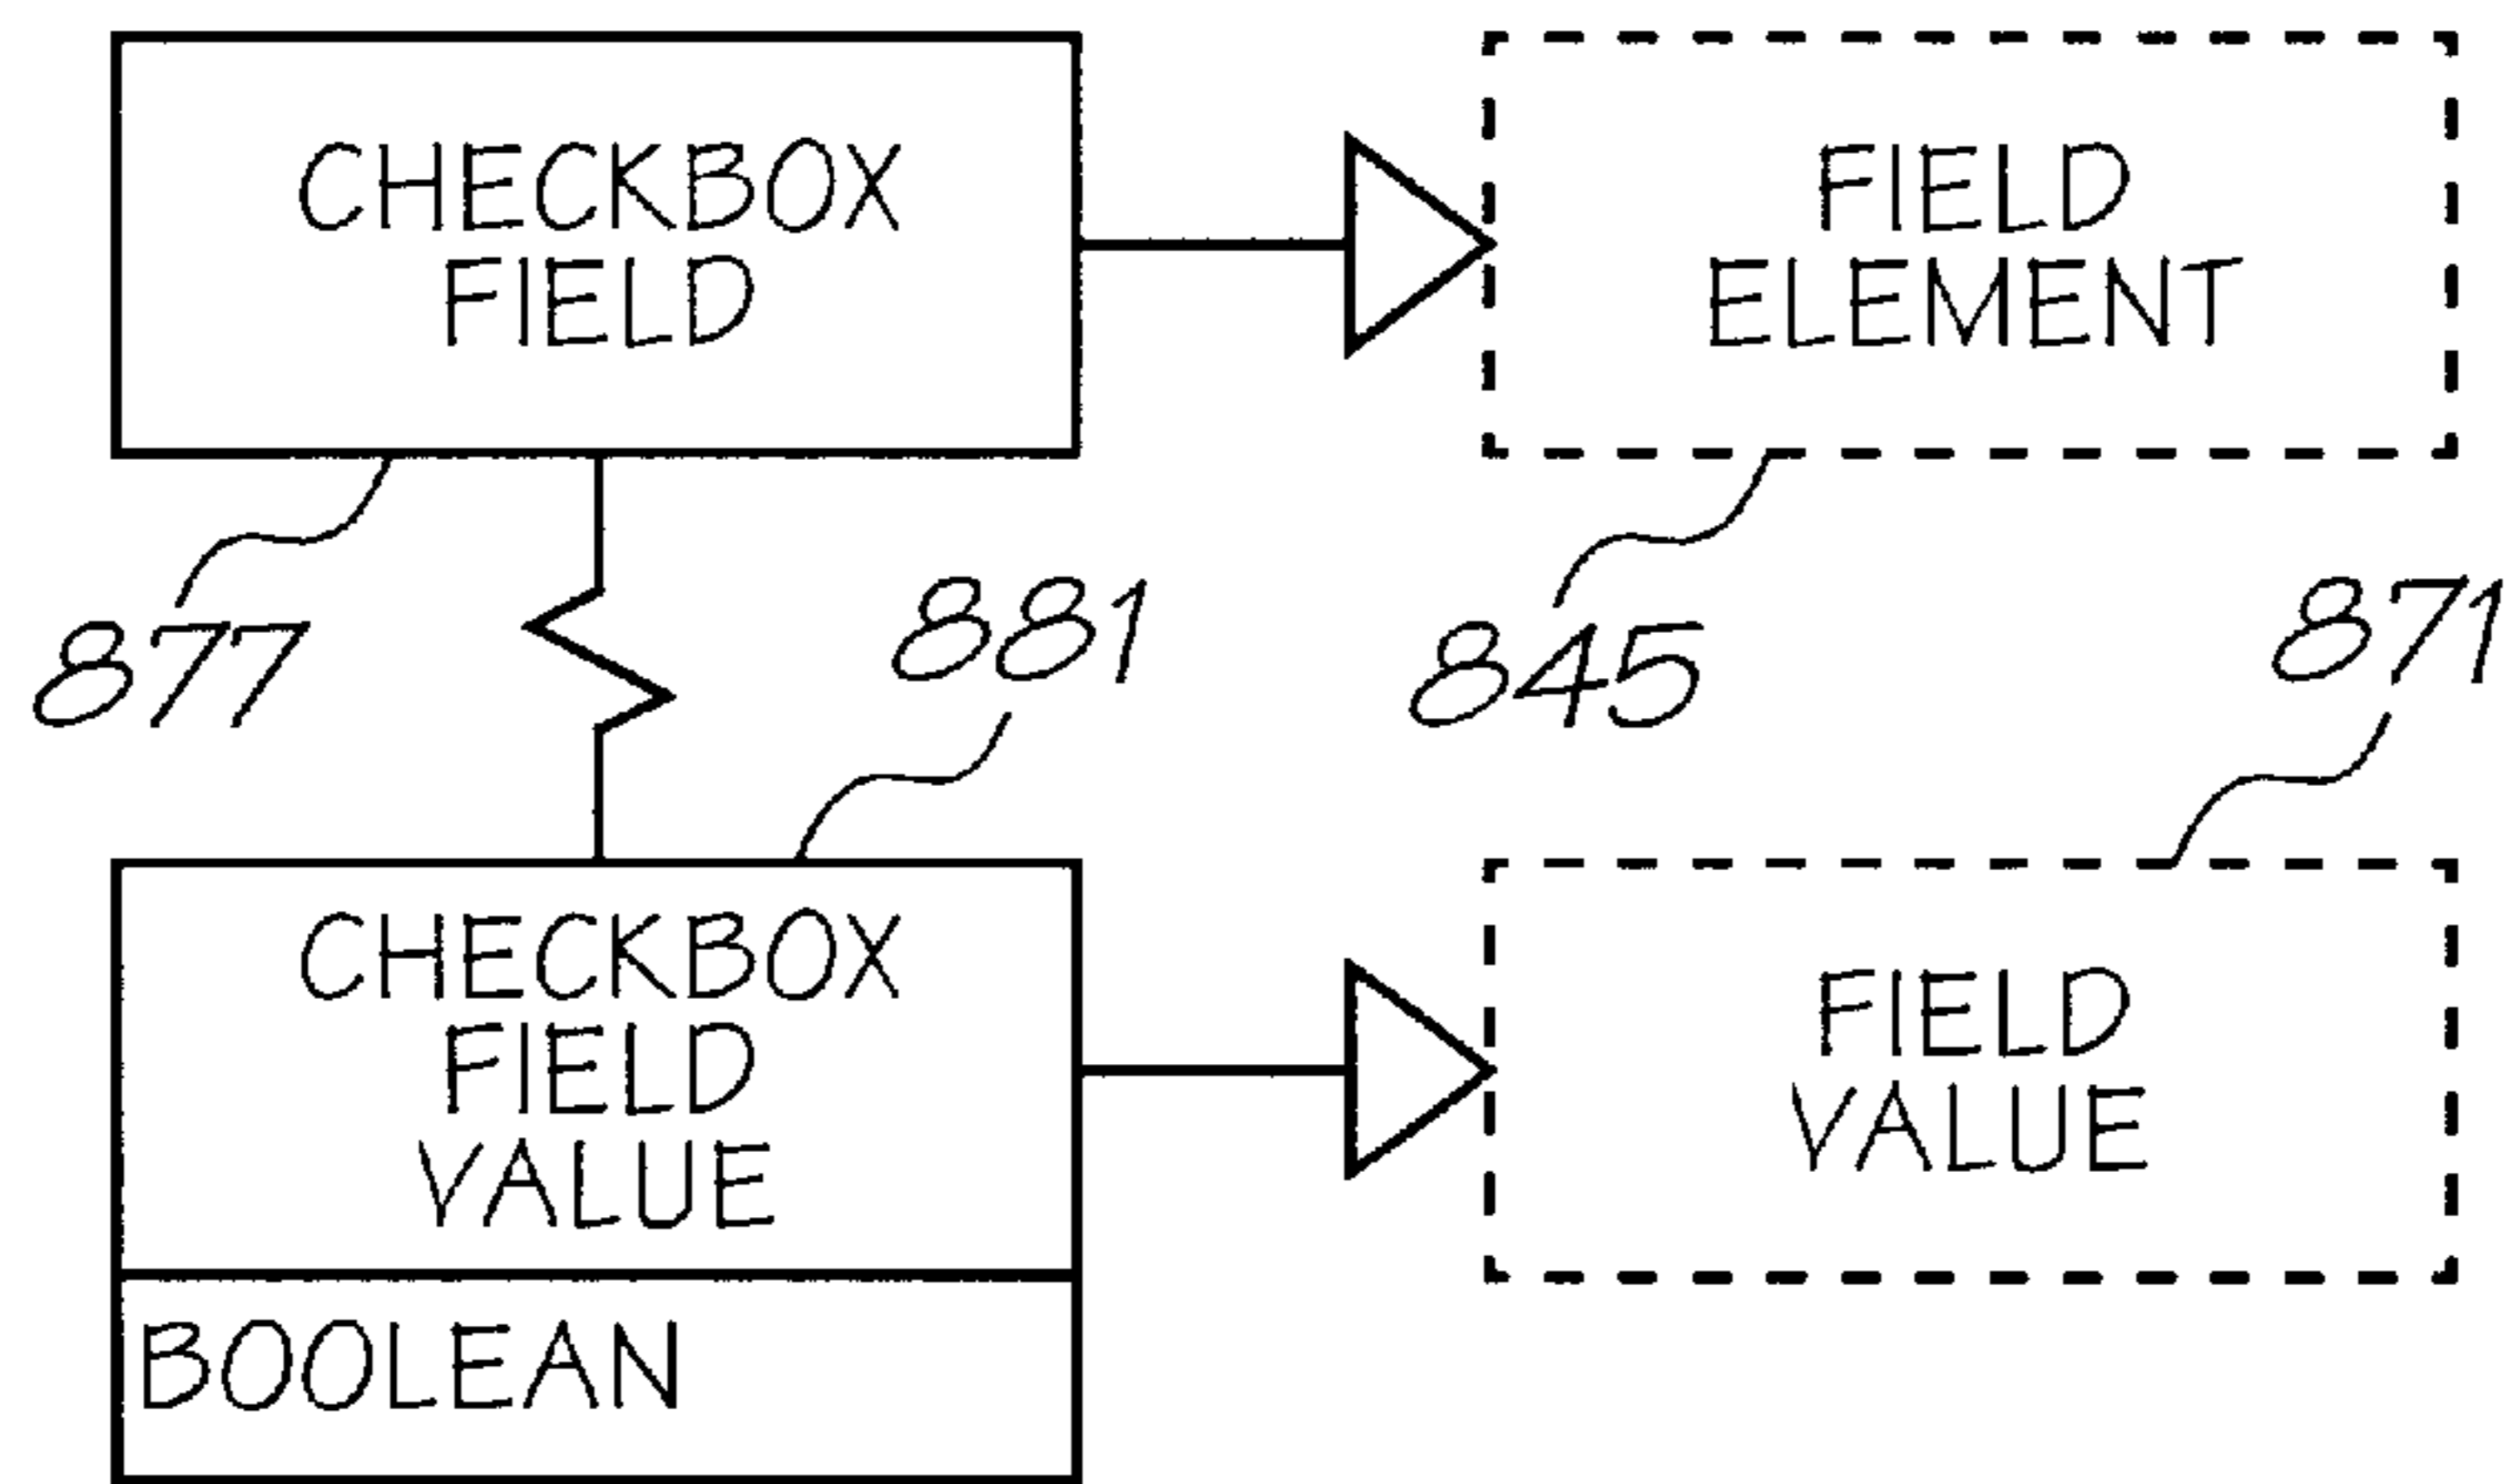 CHECKBOX
FIELD
FIELD
ELEMENT
877
881
845
871
CHECKBOX
FIELD
VALUE
BOOLEAN
FIELD
VALUE